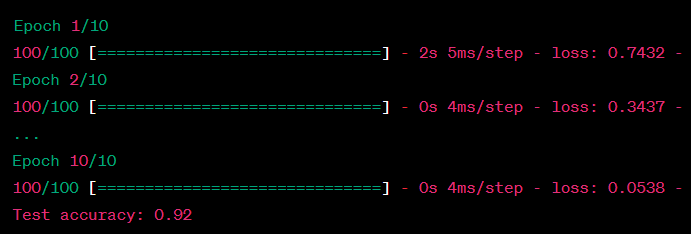 Epoch 1/10
100/100 [==============================] - 2s 5ms/step - loss: 0.7432 -
Epoch 2/10
100/100 [==============================] - 0s 4ms/step - loss: 0.3437 -
...
Epoch 10/10
100/100 [==============================] - 0s 4ms/step - loss: 0.0538 -
Test accuracy: 0.92